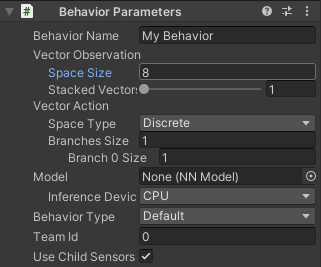 # Behavior Parameters
Behavior Name My Behavior
Vector Observation
Space Size 8
Stacked Vectors 1
Vector Action
Space Type Discrete
Branches Size 1
Branch 0 Size 1
Model None (NN Model)
Inference Devic CPU
Behavior Type Default
Team Id 0
Use Child Sensors